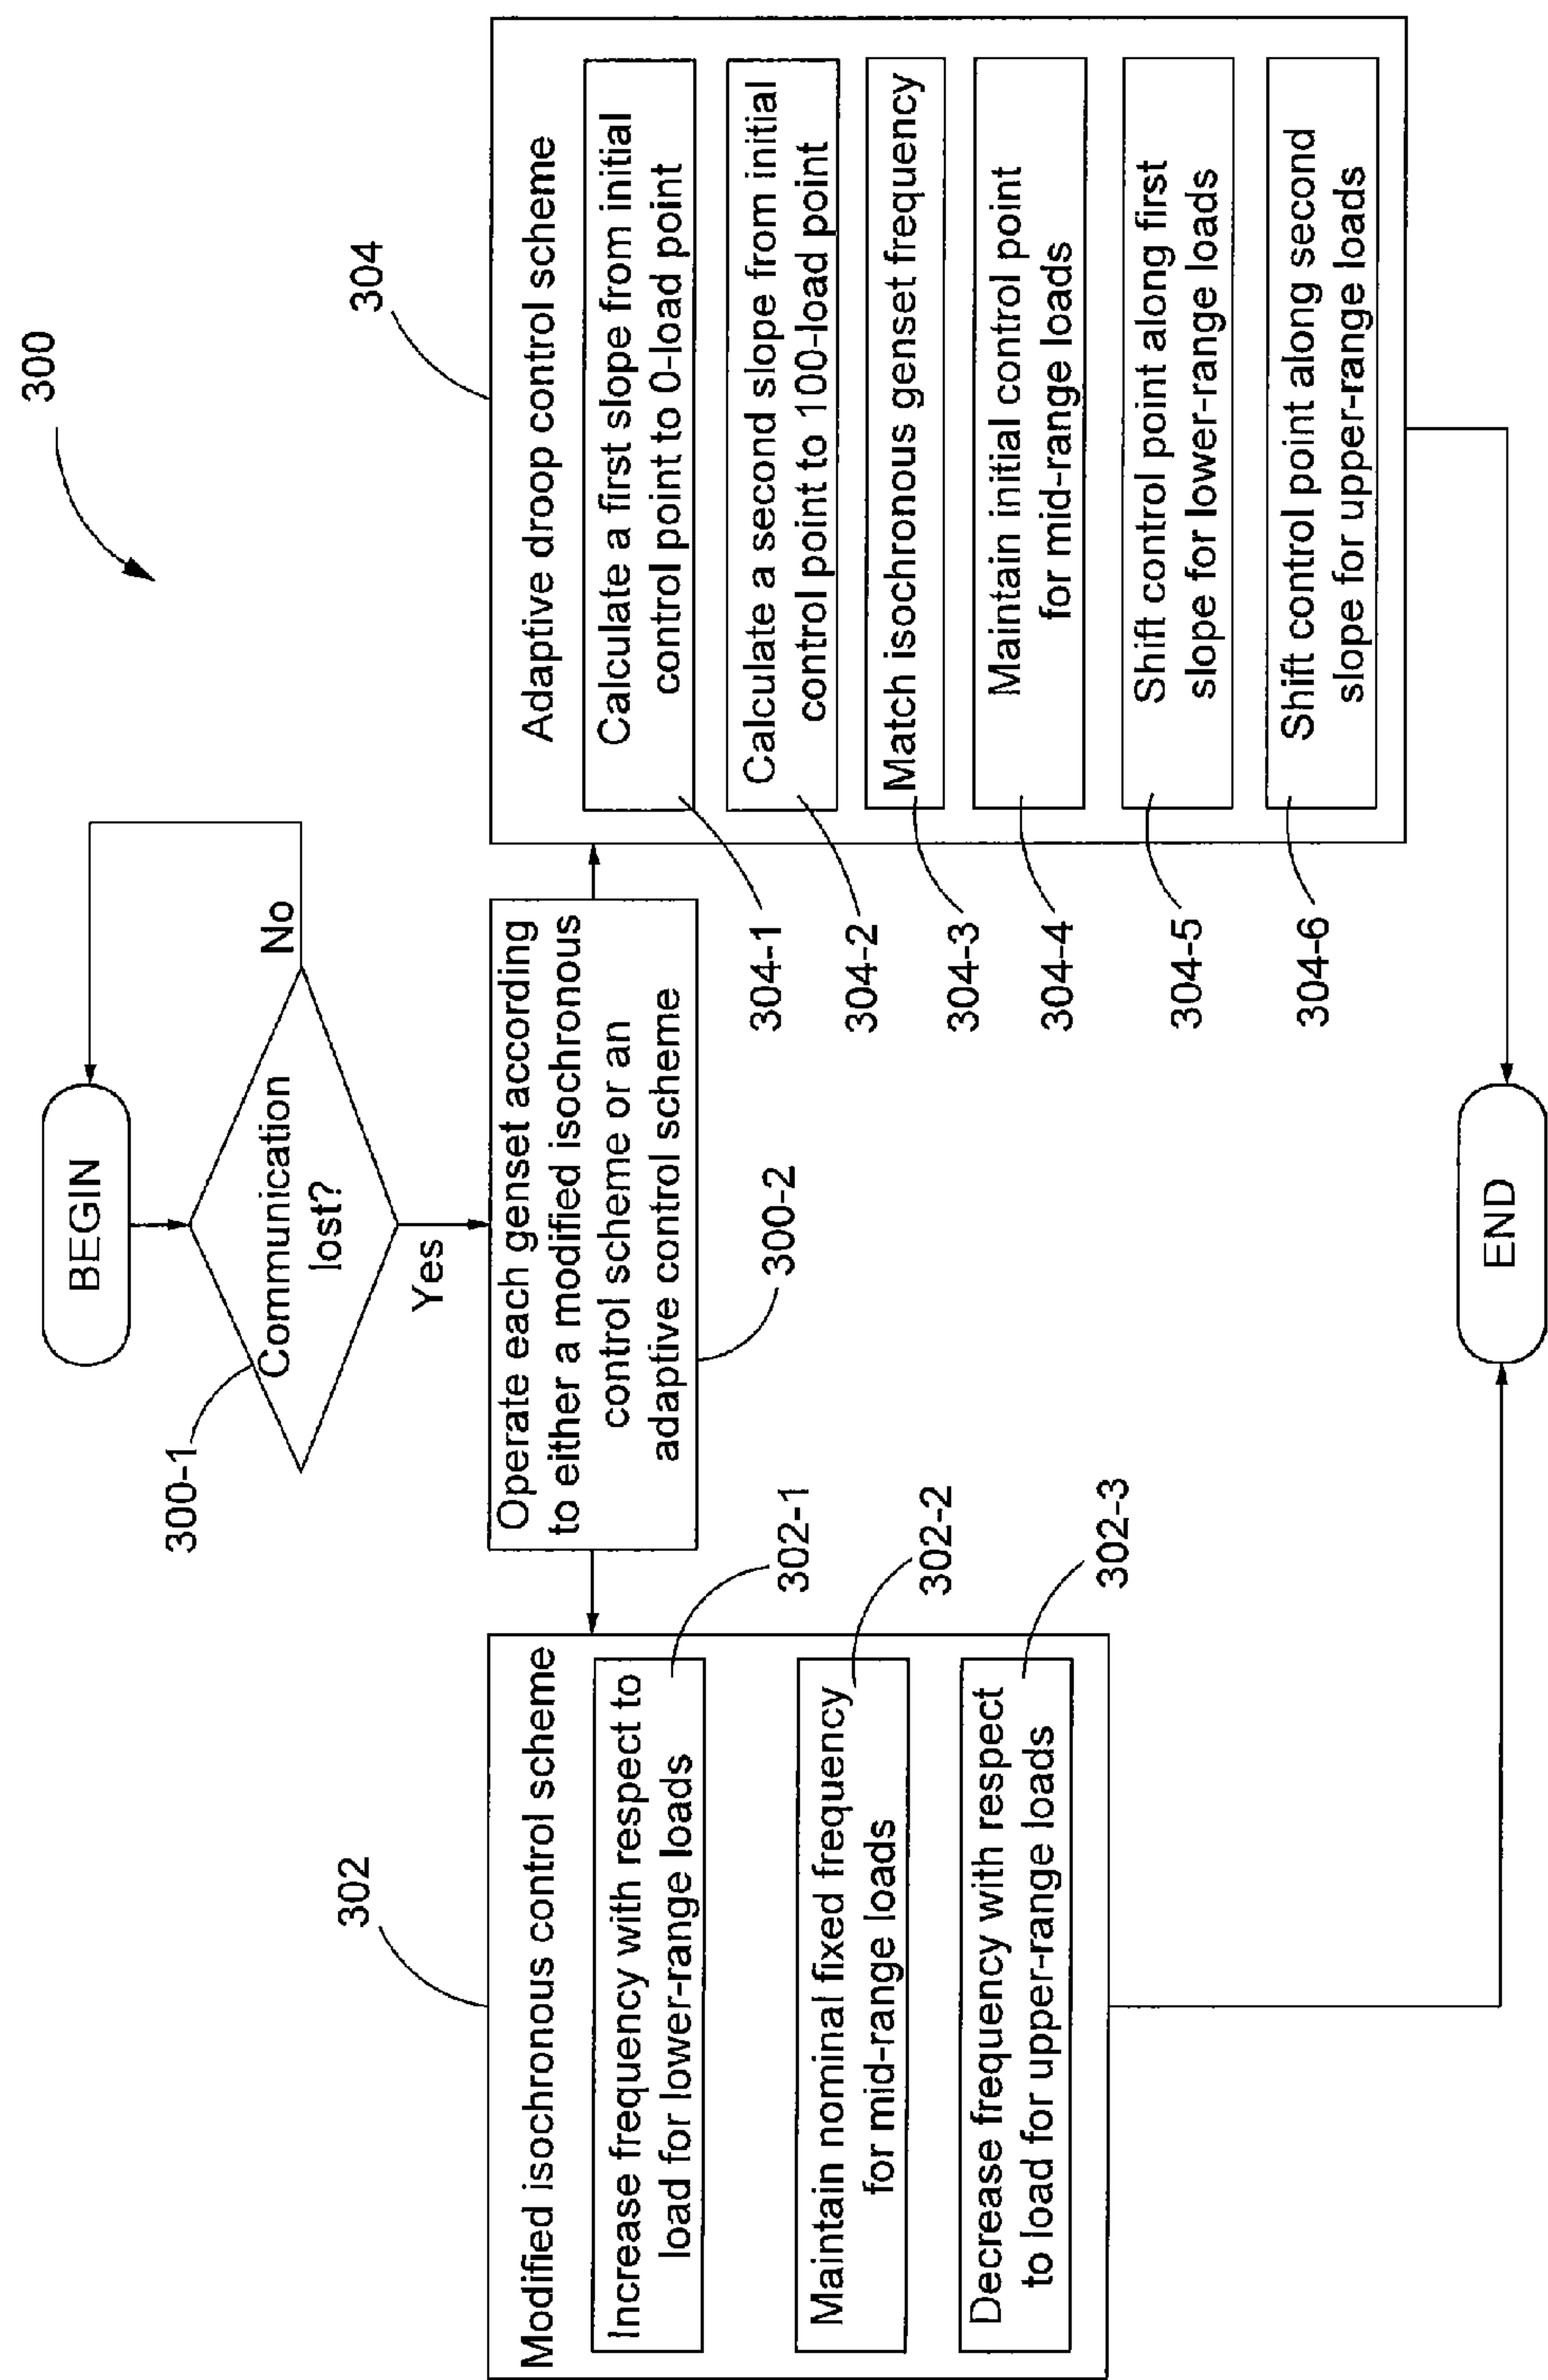 300
BEGIN
300-1
Communication
lost?
No
Yes
Operate each genset according
to either a modified isochronous
control scheme or an
adaptive control scheme
300-2
302
Modified isochronous control scheme
Increase frequency with respect to
load for lower-range loads
302-1
Maintain nominal fixed frequency
for mid-range loads
302-2
Decrease frequency with respect
to load for upper-range loads
302-3
304
Adaptive droop control scheme
Calculate a first slope from initial
control point to 0-load point
304-1
Calculate a second slope from initial
control point to 100-load point
304-2
Match isochronous genset frequency
304-3
Maintain initial control point
for mid-range loads
304-4
Shift control point along first
slope for lower-range loads
304-5
Shift control point along second
slope for upper-range loads
304-6
END